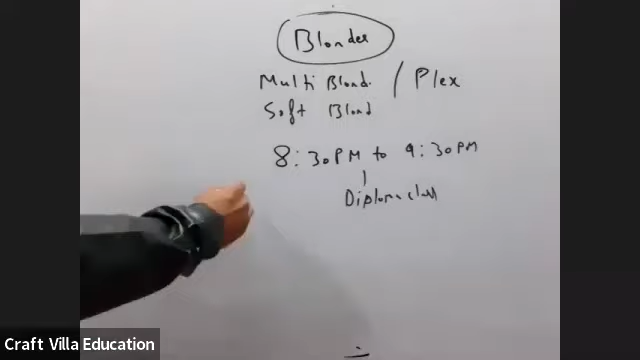 Blonder
Multi Blond / Plex
Soft Blond
8:30PM to 9:30PM
Diploma class
Craft Villa Education